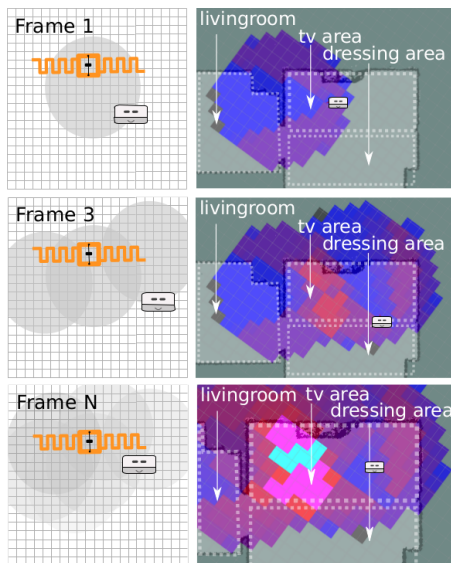 Frame 1
livingroom
tv area
dressing area
Frame 3
livingroom
tv area
dressing area
Frame N
livingroom
tv area
dressing area